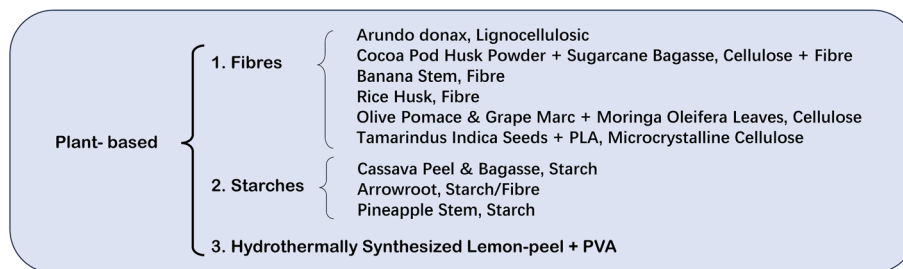 Plant- based
1. Fibres
Arundo donax, Lignocellulosic
Cocoa Pod Husk Powder + Sugarcane Bagasse, Cellulose + Fibre
Banana Stem, Fibre
Rice Husk, Fibre
Olive Pomace & Grape Marc + Moringa Oleifera Leaves, Cellulose
Tamarindus Indica Seeds + PLA, Microcrystalline Cellulose
2. Starches
Cassava Peel & Bagasse, Starch
Arrowroot, Starch/Fibre
Pineapple Stem, Starch
3. Hydrothermally Synthesized Lemon-peel + PVA